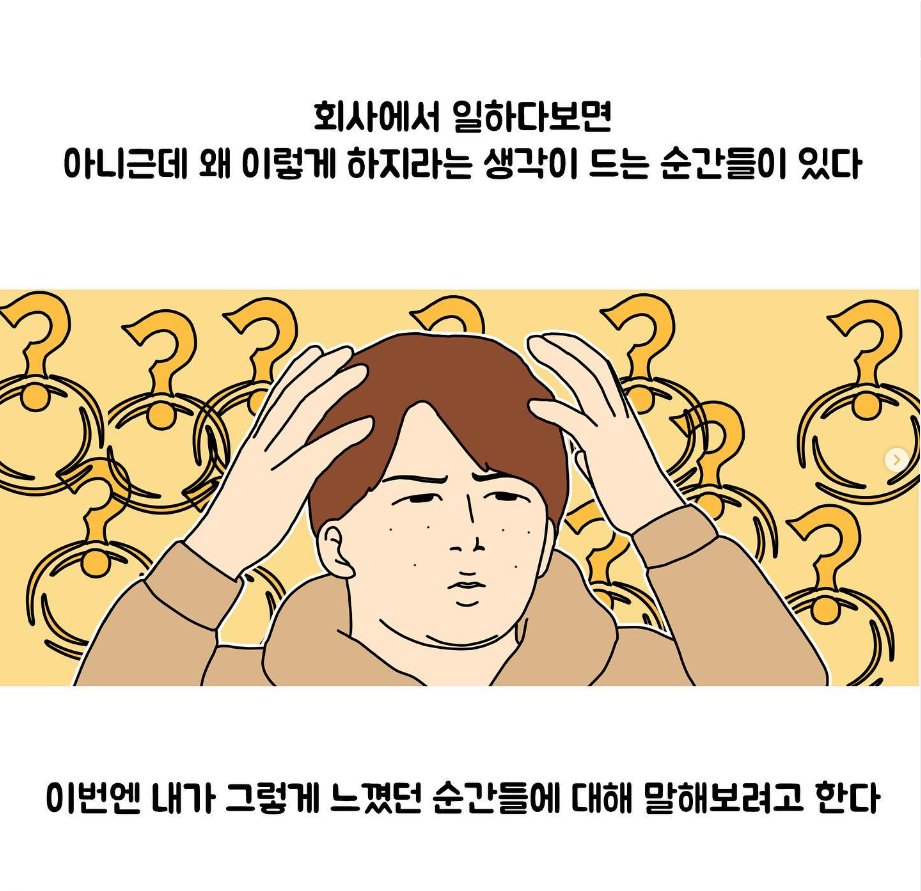 회사에서 일하다보면
아니근데 왜 이렇게 하지라는 생각이 드는 순간들이 있다
이번엔 내가 그렇게 느꼈던 순간들에 대해 말해보려고 한다